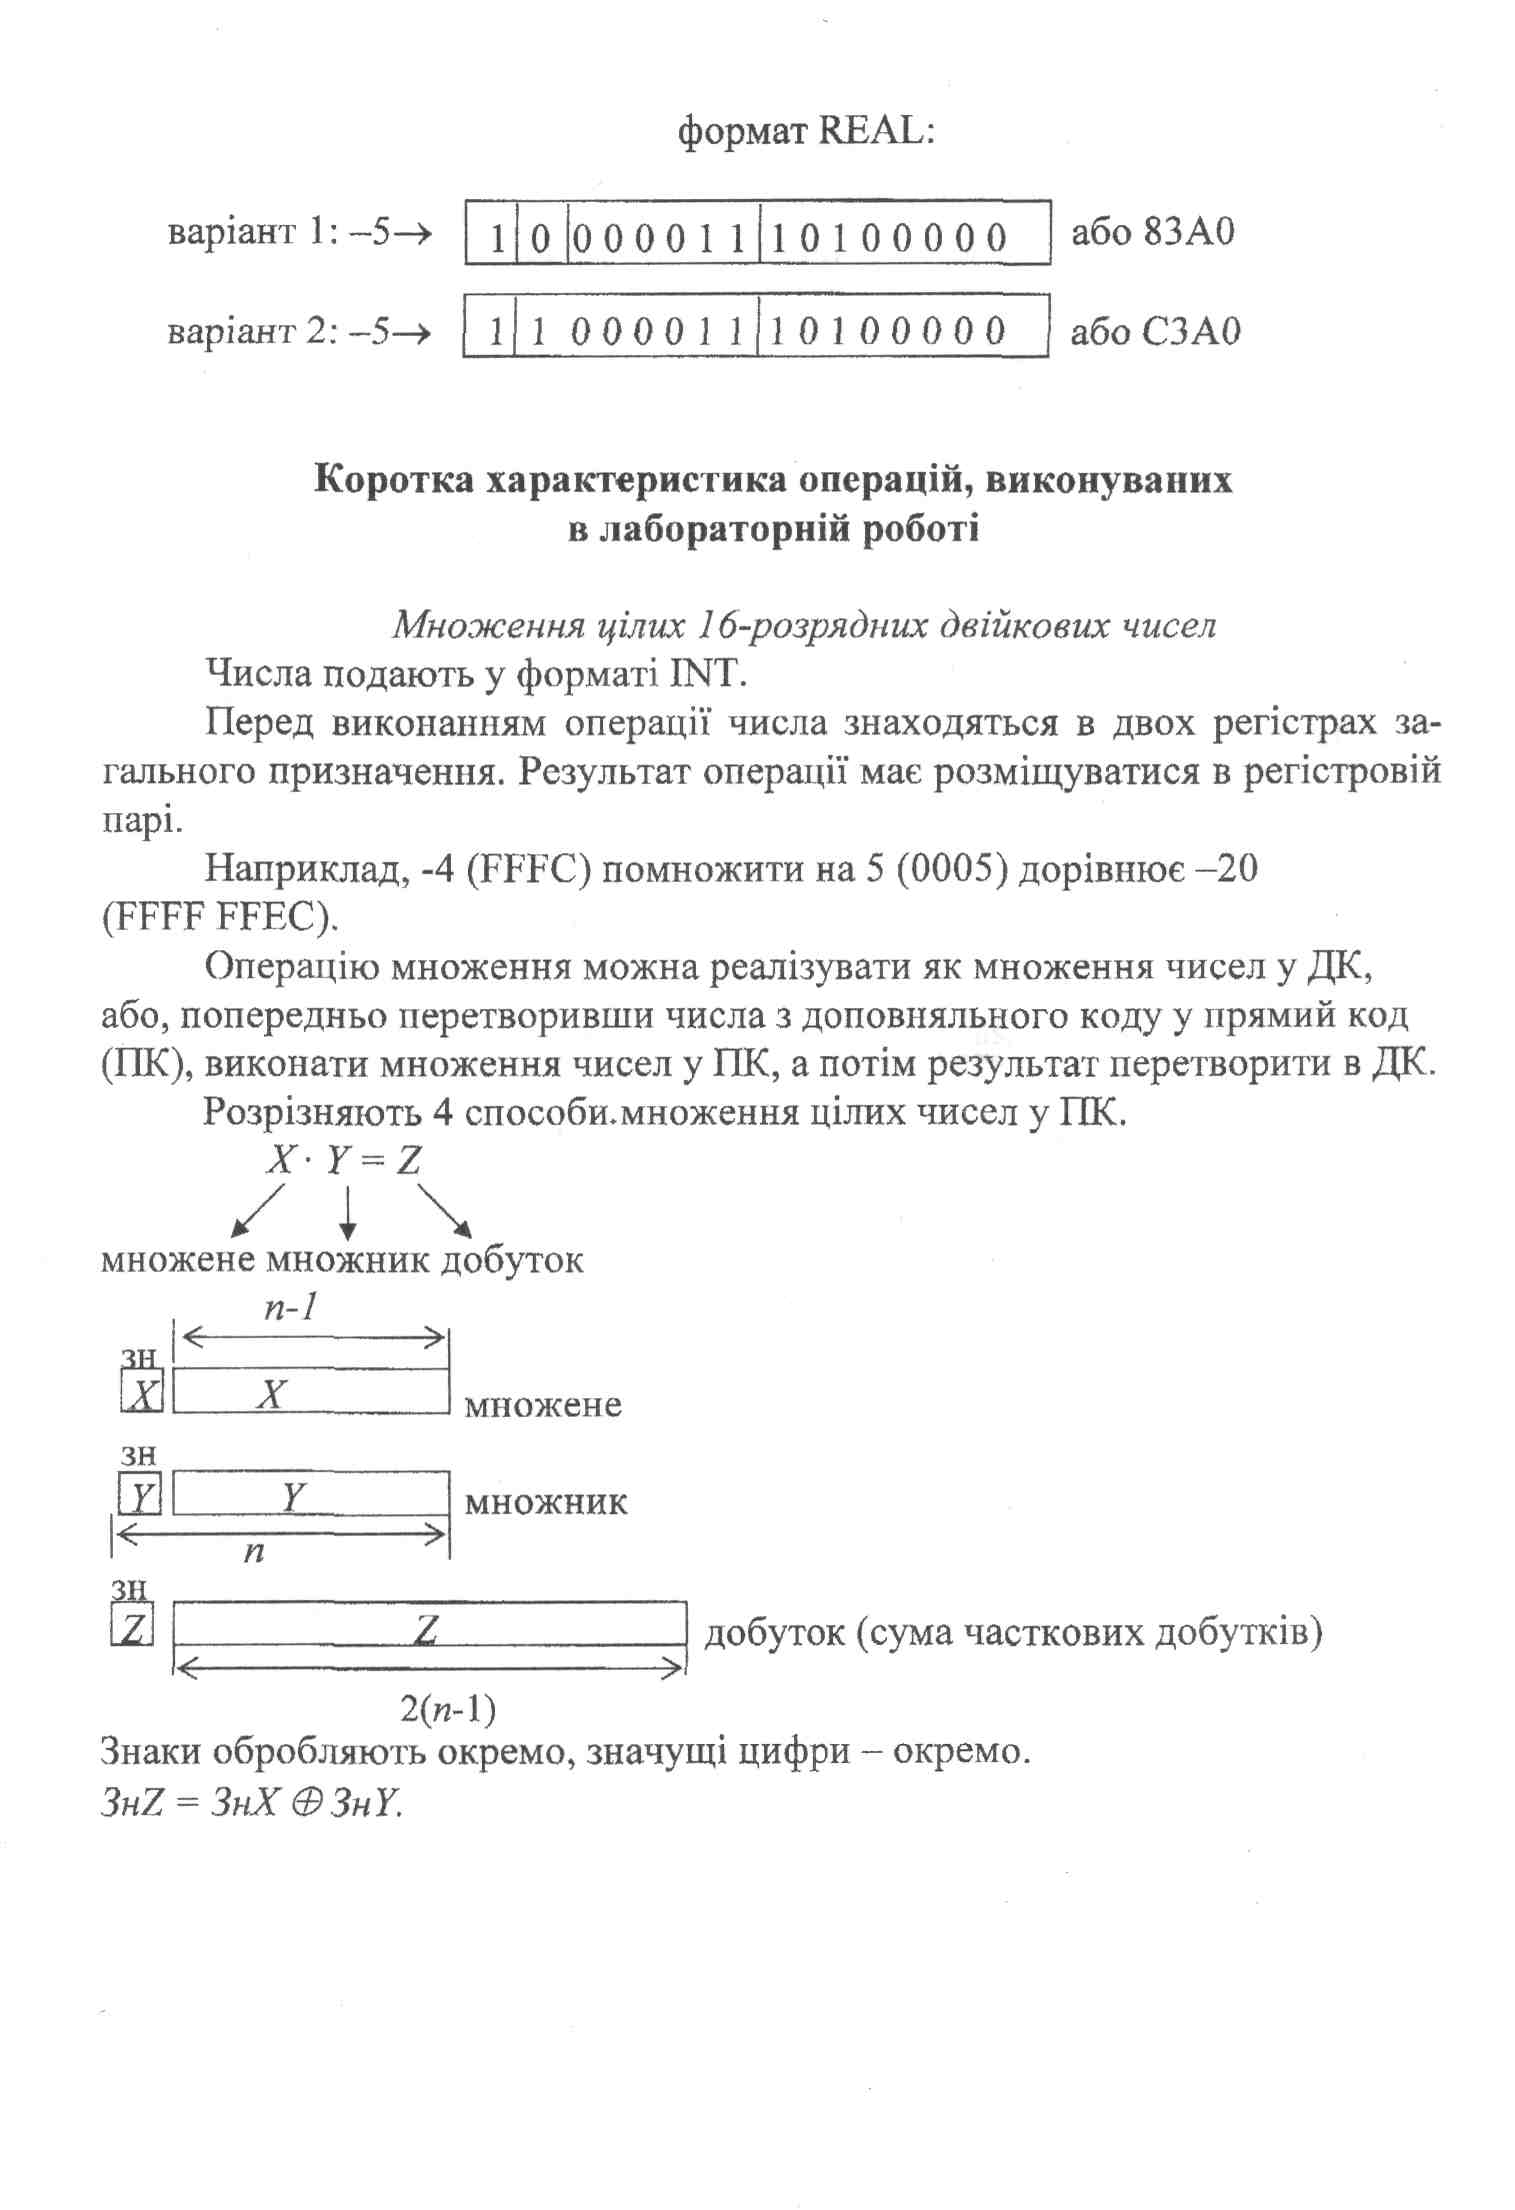 формат REAL:
варіант 1: –5→ 1 0 0 0 0 0 1 1 1 0 1 0 0 0 0 0 або 83A0
варіант 2: –5→ 1 1 0 0 0 0 1 1 1 0 1 0 0 0 0 0 або C3A0
Коротка характеристика операцій, виконуваних
в лабораторній роботі
Множення цілих 16-розрядних двійкових чисел
Числа подають у форматі INT.
Перед виконанням операції числа знаходяться в двох регістрах за-
гального призначення. Результат операції має розміщуватися в регістровій
парі.
Наприклад, -4 (FFFC) помножити на 5 (0005) дорівнює –20
(FFFF FFEC).
Операцію множення можна реалізувати як множення чисел у ДК,
або, попередньо перетворивши числа з доповняльного коду у прямий код
(ПК), виконати множення чисел у ПК, а потім результат перетворити в ДК.
Розрізняють 4 способи.множення цілих чисел у ПК.
X· Y = Z
множене множник добуток
n-1
зн
X X множене
зн
Y Y множник
n
зн
Z Z добуток (сума часткових добутків)
2(n-1)
Знаки обробляють окремо, значущі цифри – окремо.
ЗнZ = ЗнX ⊕ ЗнY.